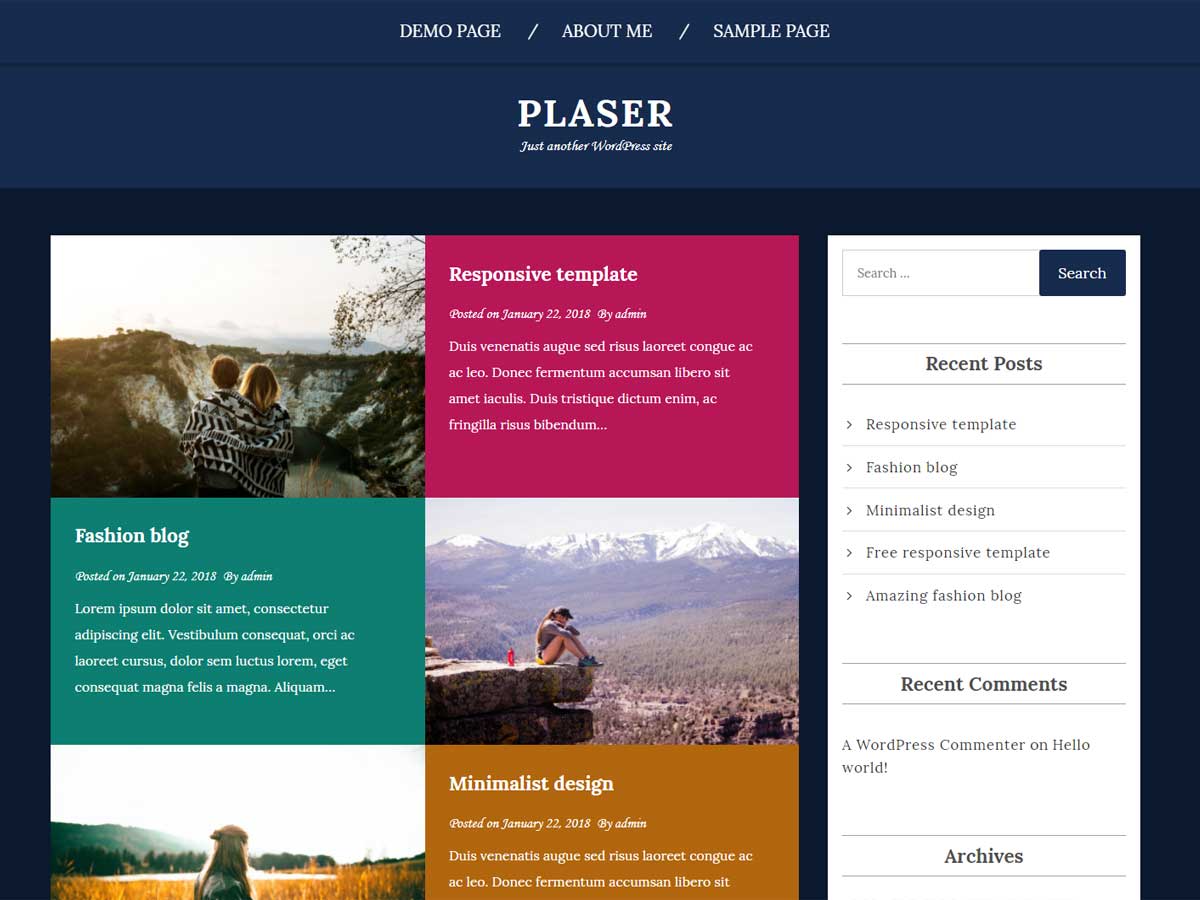 DEMO PAGE / ABOUT ME / SAMPLE PAGE
PLASER
Just another WordPress site
Responsive template
Posted on January 22, 2018 By admin
Duis venenatis augue sed risus laoreet congue ac
ac leo. Donec fermentum accumsan libero sit
amet iaculis. Duis tristique dictum enim, ac
fringilla risus bibendum...
Fashion blog
Posted on January 22, 2018 By admin
Lorem ipsum dolor sit amet, consectetur
adipiscing elit. Vestibulum consequat, orci ac
laoreet cursus, dolor sem luctus lorem, eget
consequat magna felis a magna. Aliquam...
Minimalist design
Posted on January 22, 2018 By admin
Duis venenatis augue sed risus laoreet congue ac
ac leo. Donec fermentum accumsan libero sit
Search ...
Search
Recent Posts
Responsive template
Fashion blog
Minimalist design
Free responsive template
Amazing fashion blog
Recent Comments
A WordPress Commenter on Hello
world!
Archives